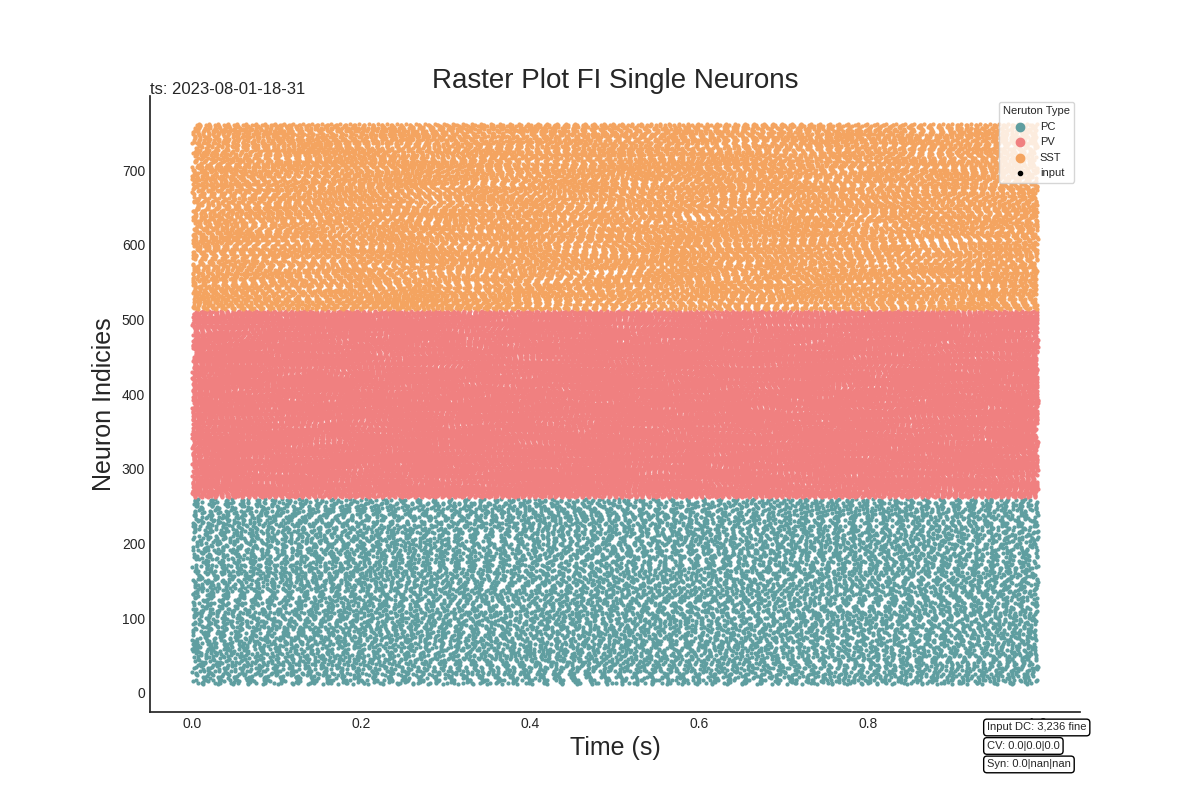 Raster Plot FI Single Neurons
ts: 2023-08-01-18-31
Neruton Type
PC
PV
SST
input
Neuron Indicies
700
600
500
400
300
200
100
0
0.0 0.2 0.4 0.6 0.8
Time (s)
Input DC: 3,236 fine
CV: 0.0|0.0|0.0
Syn: 0.0|nan|nan